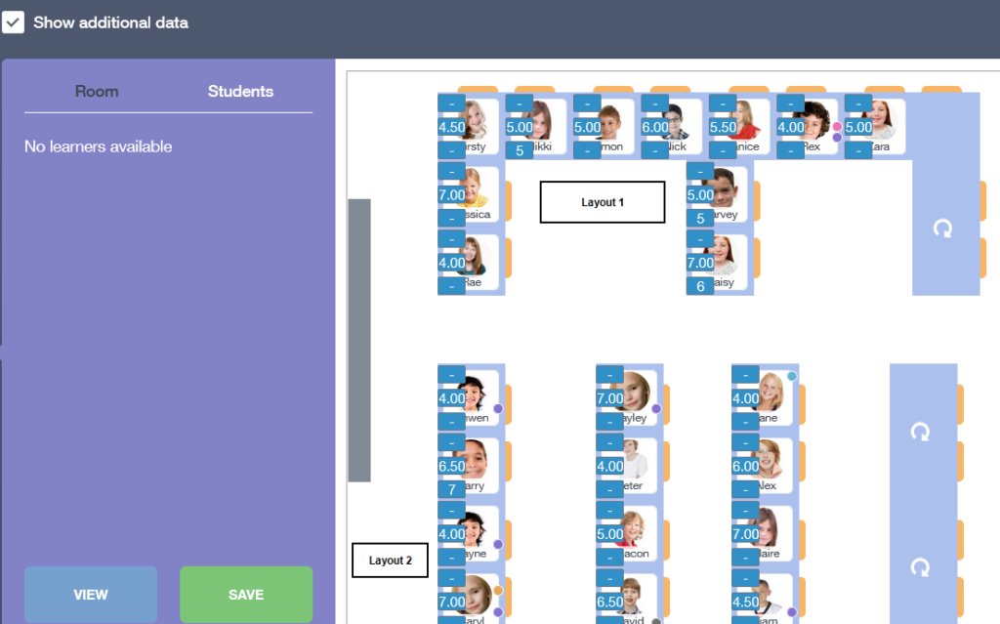 Show additional data
Room Students
No learners available
- - - - - - -
4.50 5.00 5.00 6.00 5.50 4.00 5.00
rsty ikki mon Nick nice Rex ara
- 5 - - - - -
- -
7.00 5.00
Layout 1
ssica arvey
- 5
- -
4.00 7.00
Rae aisy
- 6
- - -
4.00 7.00 4.00
wen ayley ane
- - -
- - -
6.50 4.00 6.00
arry eter Alex
7 - -
- - -
4.00 5.00 7.00
ayne acon laire
- - -
Layout 2
- - -
7.00 6.50 4.50
aryl avid iam
VIEW SAVE